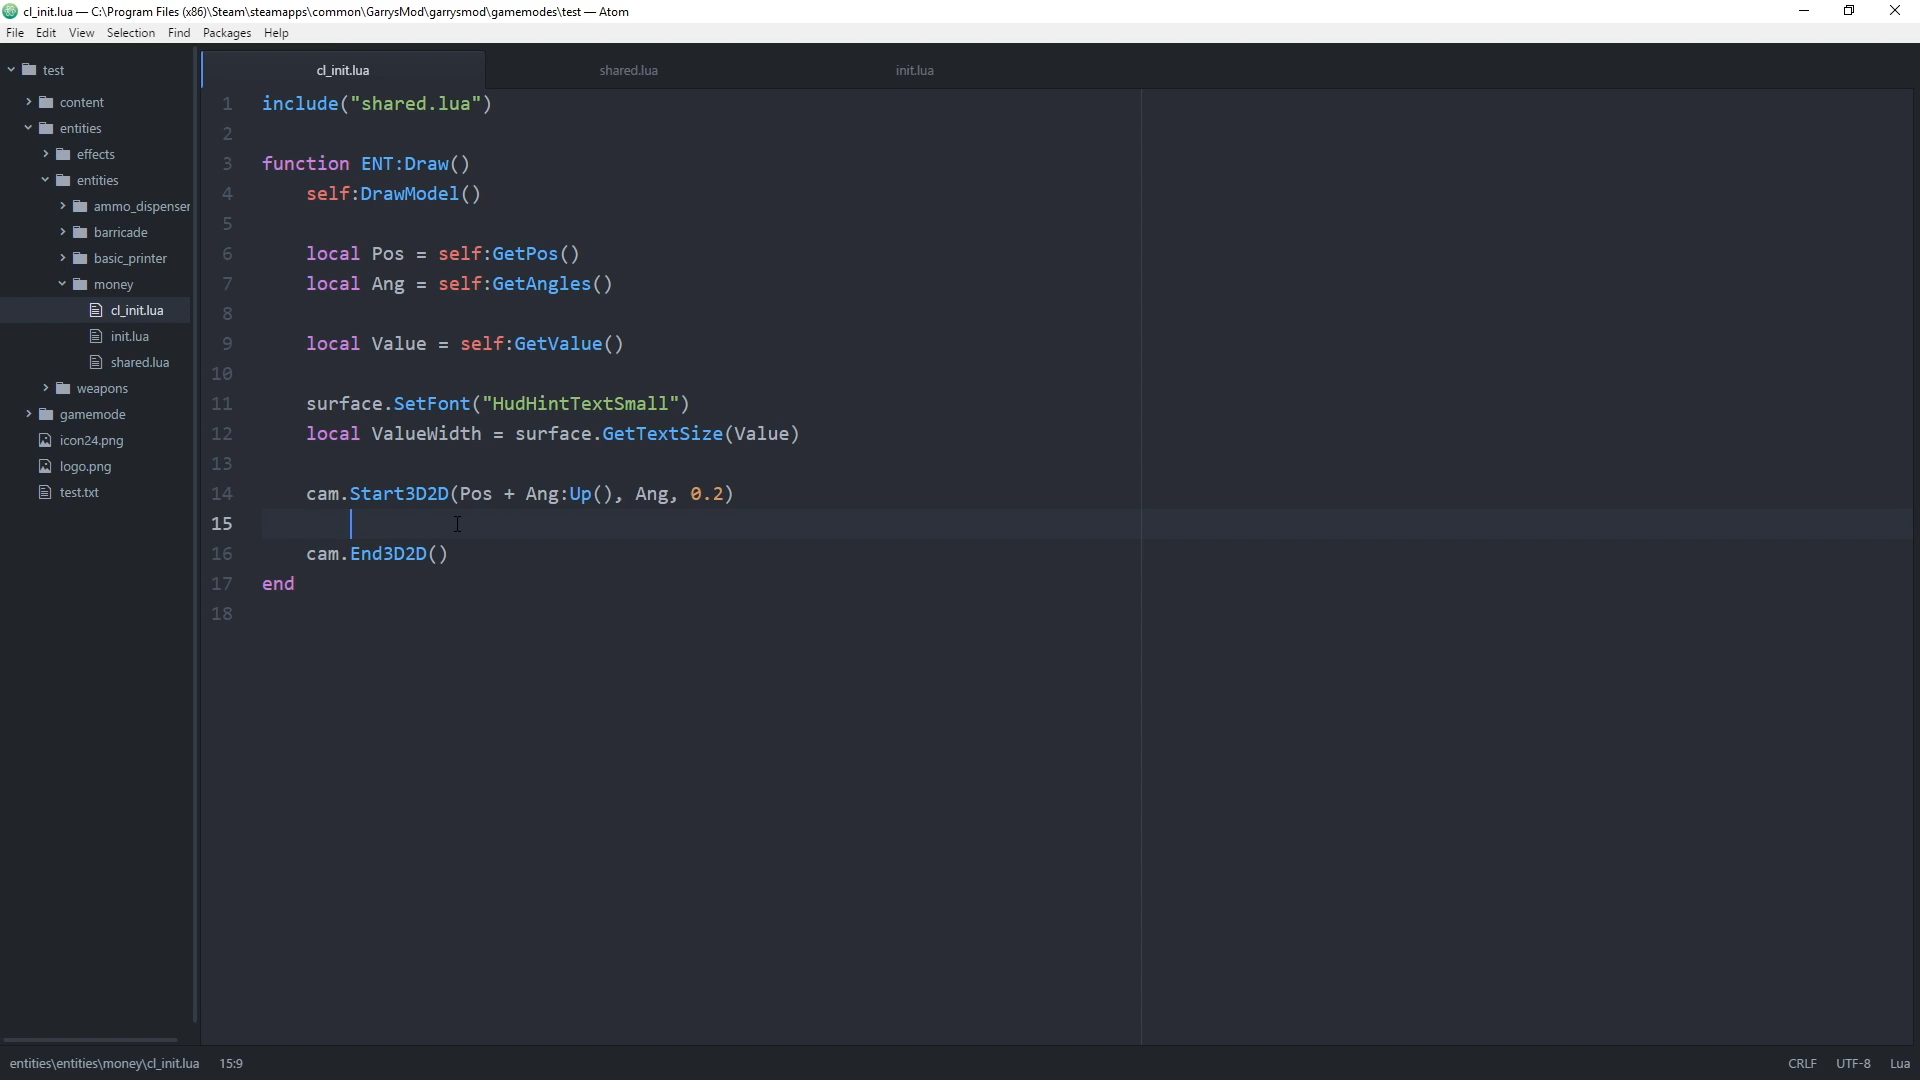 cl_init.lua — C:\Program Files (x86)\Steam\steamapps\common\GarrysMod\garrysmod\gamemodes\test — Atom
File Edit View Selection Find Packages Help
test
content
entities
effects
entities
ammo_dispenser
barricade
basic_printer
money
cl_init.lua
init.lua
shared.lua
weapons
gamemode
icon24.png
logo.png
test.txt
cl_init.lua shared.lua init.lua
1 include("shared.lua")
2
3 function ENT:Draw()
4 self:DrawModel()
5
6 local Pos = self:GetPos()
7 local Ang = self:GetAngles()
8
9 local Value = self:GetValue()
10
11 surface.SetFont("HudHintTextSmall")
12 local ValueWidth = surface.GetTextSize(Value)
13
14 cam.Start3D2D(Pos + Ang:Up(), Ang, 0.2)
15
16 cam.End3D2D()
17 end
18
entities\entities\money\cl_init.lua 15:9 CRLF UTF-8 Lua